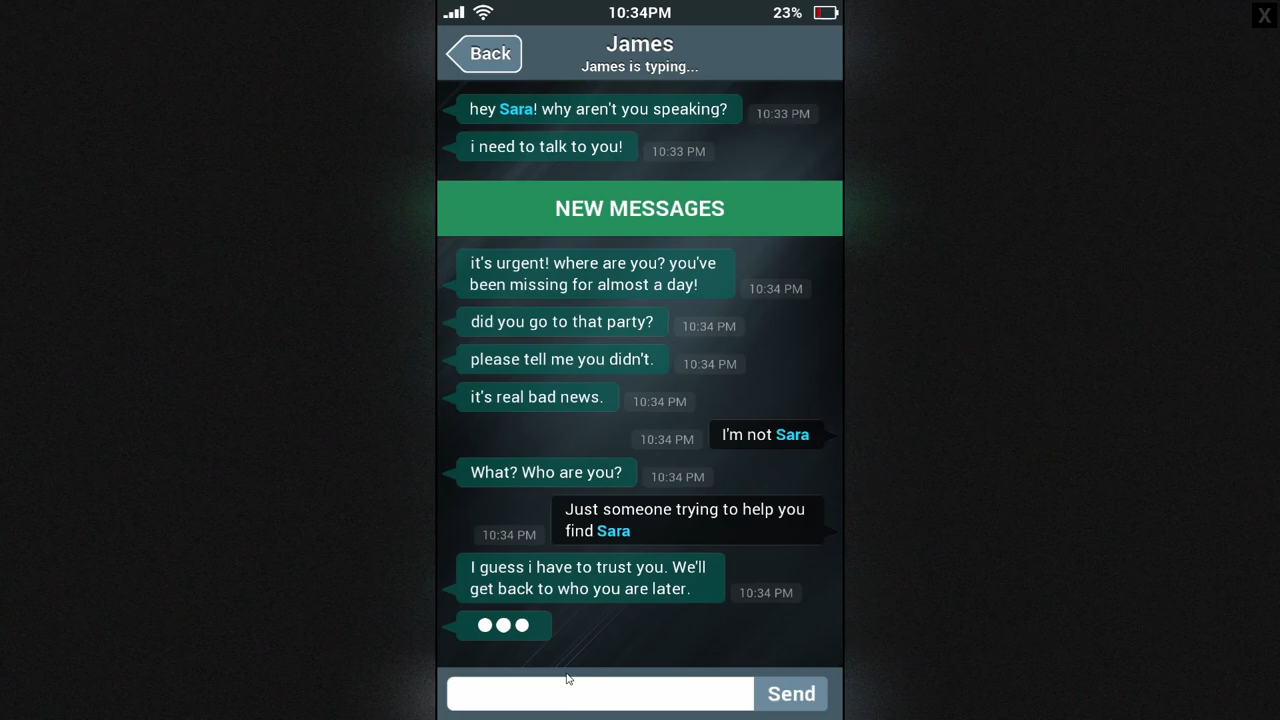 10:34PM
23%
X
Back
James
James is typing...
hey Sara! why aren't you speaking?
10:33 PM
i need to talk to you!
10:33 PM
NEW MESSAGES
it's urgent! where are you? you've
been missing for almost a day!
10:34 PM
did you go to that party?
10:34 PM
please tell me you didn't.
10:34 PM
it's real bad news.
10:34 PM
10:34 PM
I'm not Sara
What? Who are you?
10:34 PM
Just someone trying to help you
find Sara
10:34 PM
I guess i have to trust you. We'll
get back to who you are later.
10:34 PM
Send